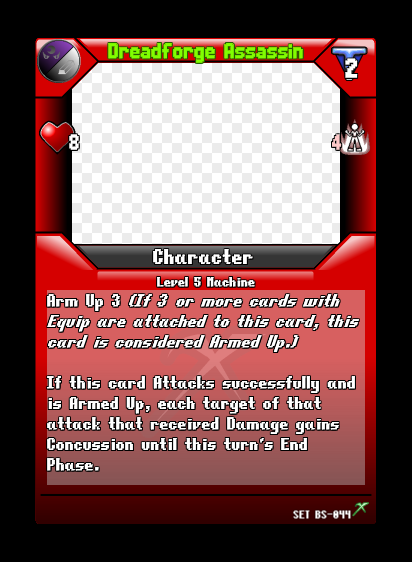 Dreadforge Assassin
2
8
4
Character
Level 5 Machine
Arm Up 3 (If 3 or more cards with
Equip are attached to this card, this
card is considered Armed Up.)
If this card Attacks successfully and
is Armed Up, each target of that
attack that received Damage gains
Concussion until this turn's End
Phase.
SET BS-044